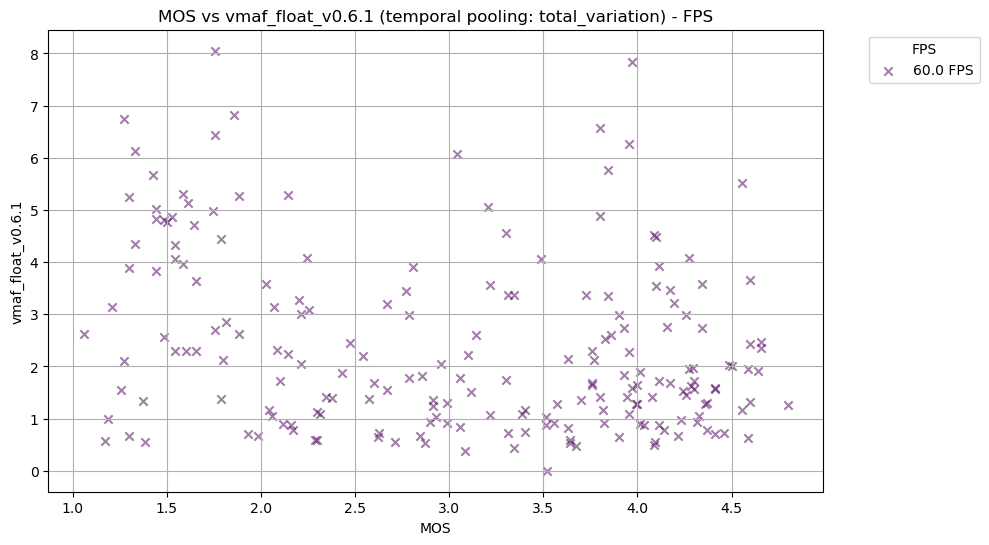 MOS vs vmaf_float_v0.6.1 (temporal pooling: total_variation) - FPS
FPS
60.0 FPS
vmaf_float_v0.6.1
8
7
6
5
4
3
2
1
0
1.0 1.5 2.0 2.5 3.0 3.5 4.0 4.5
MOS